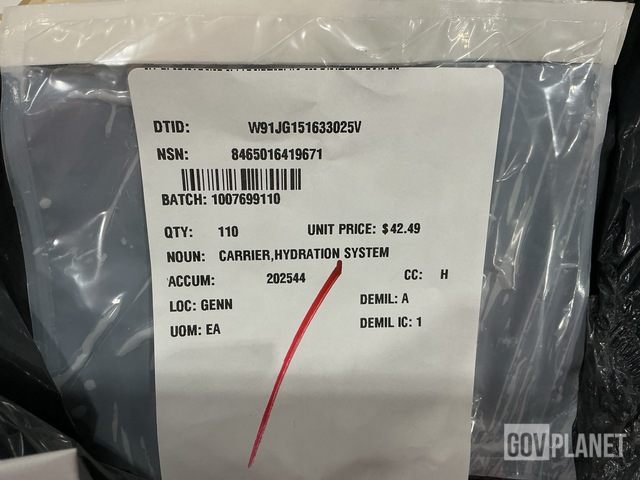 DTID: W91JG151633025V
NSN: 8465016419671
BATCH: 1007699110
QTY: 110 UNIT PRICE: $42.49
NOUN: CARRIER,HYDRATION SYSTEM
ACCUM: 202544 CC: H
LOC: GENN DEMIL: A
UOM: EA DEMIL IC: 1
GOVPLANET